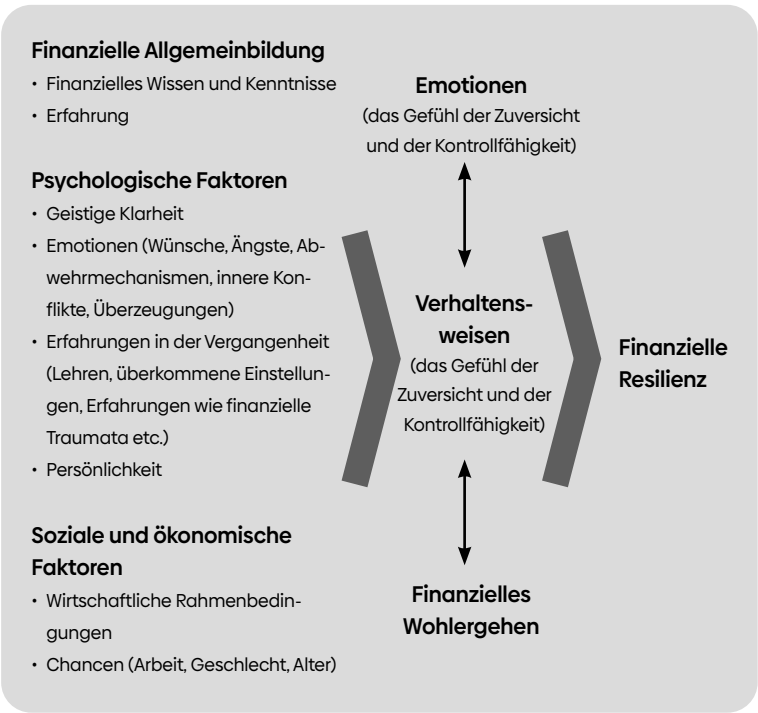 Finanzielle Allgemeinbildung
• Finanzielles Wissen und Kenntnisse
• Erfahrung
Psychologische Faktoren
• Geistige Klarheit
• Emotionen (Wünsche, Ängste, Ab-
wehrmechanismen, innere Kon-
flikte, Überzeugungen)
• Erfahrungen in der Vergangenheit
(Lehren, überkommene Einstellun-
gen, Erfahrungen wie finanzielle
Traumata etc.)
• Persönlichkeit
Soziale und ökonomische
Faktoren
• Wirtschaftliche Rahmenbedin-
gungen
• Chancen (Arbeit, Geschlecht, Alter)
Emotionen
(das Gefühl der Zuversicht
und der Kontrollfähigkeit)
Verhaltens-
weisen
(das Gefühl der
Zuversicht und der
Kontrollfähigkeit)
Finanzielles
Wohlergehen
Finanzielle
Resilienz